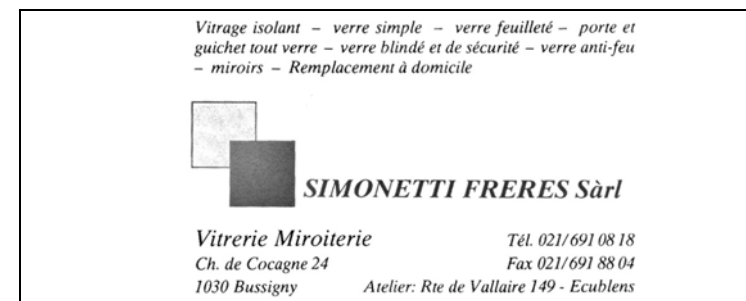 Vitrage isolant – verre simple – verre feuilleté – porte et
guichet tout verre – verre blindé et de sécurité – verre anti-feu
– miroirs – Remplacement à domicile
SIMONETTI FRERES Sàrl
Vitrerie Miroiterie Tél. 021/691 08 18
Ch. de Cocagne 24 Fax 021/691 88 04
1030 Bussigny Atelier: Rte de Vallaire 149 - Ecublens